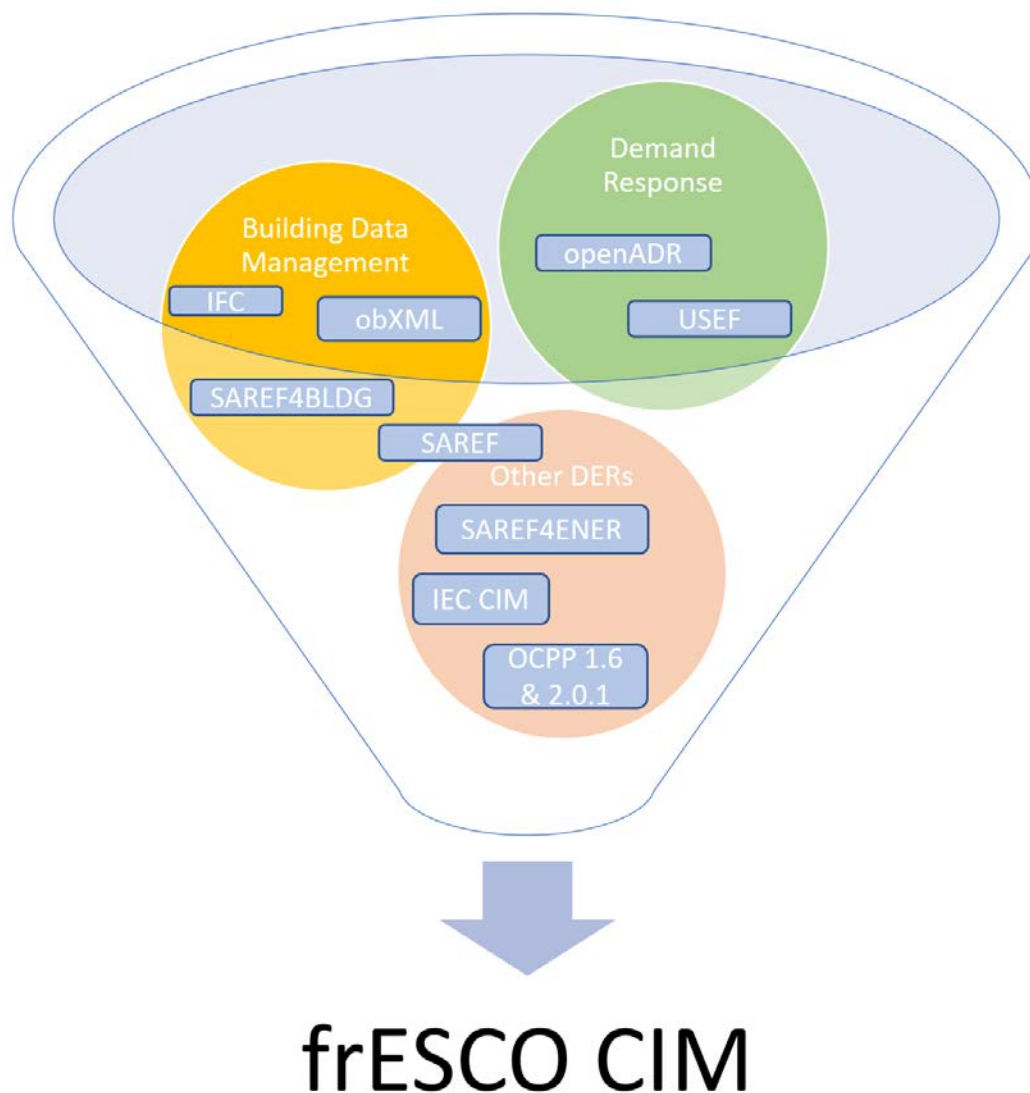 Demand
Response
openADR
USEF
Building Data
Management
IFC
obXML
SAREF4BLDG
SAREF
Other DERs
SAREF4ENER
IEC CIM
OCPP 1.6
& 2.0.1
frESCO CIM